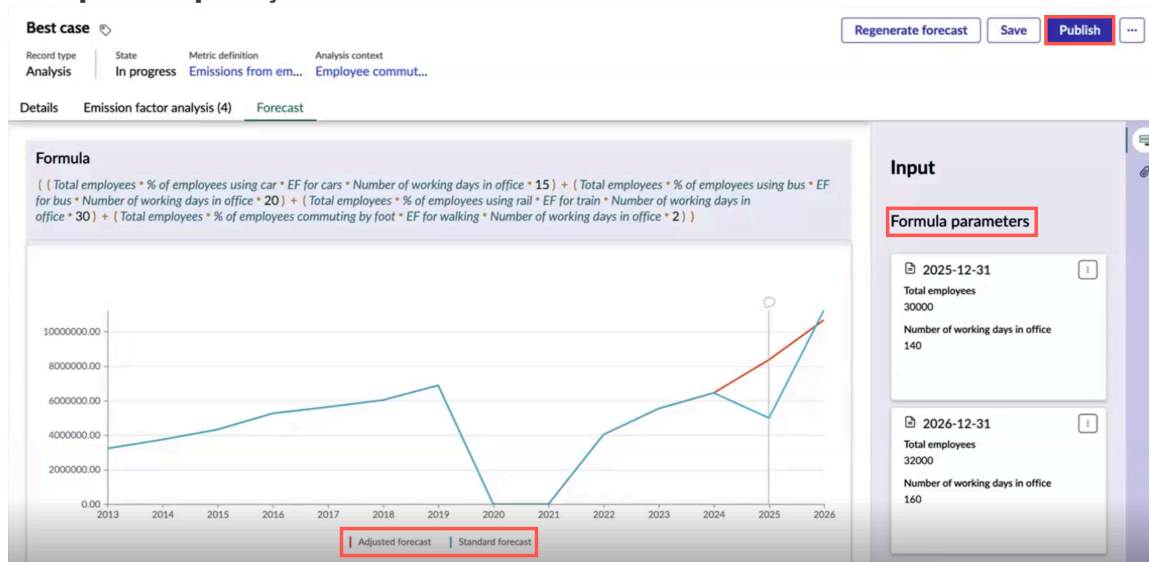 Best case
Regenerate forecast
Save
Publish
Record type
State
Metric definition
Analysis context
Analysis
In progress
Emissions from em...
Employee commut...
Details
Emission factor analysis (4)
Forecast
Formula
( ( Total employees * % of employees using car * EF for cars * Number of working days in office * 15 ) + ( Total employees * % of employees using bus * EF
for bus * Number of working days in office * 20 ) + ( Total employees * % of employees using rail * EF for train * Number of working days in
office * 30 ) + ( Total employees * % of employees commuting by foot * EF for walking * Number of working days in office * 2 ) )
10000000.00
8000000.00
6000000.00
4000000.00
2000000.00
0.00
2013 2014 2015 2016 2017 2018 2019 2020 2021 2022 2023 2024 2025 2026
Adjusted forecast
Standard forecast
Input
Formula parameters
2025-12-31
Total employees
30000
Number of working days in office
140
2026-12-31
Total employees
32000
Number of working days in office
160